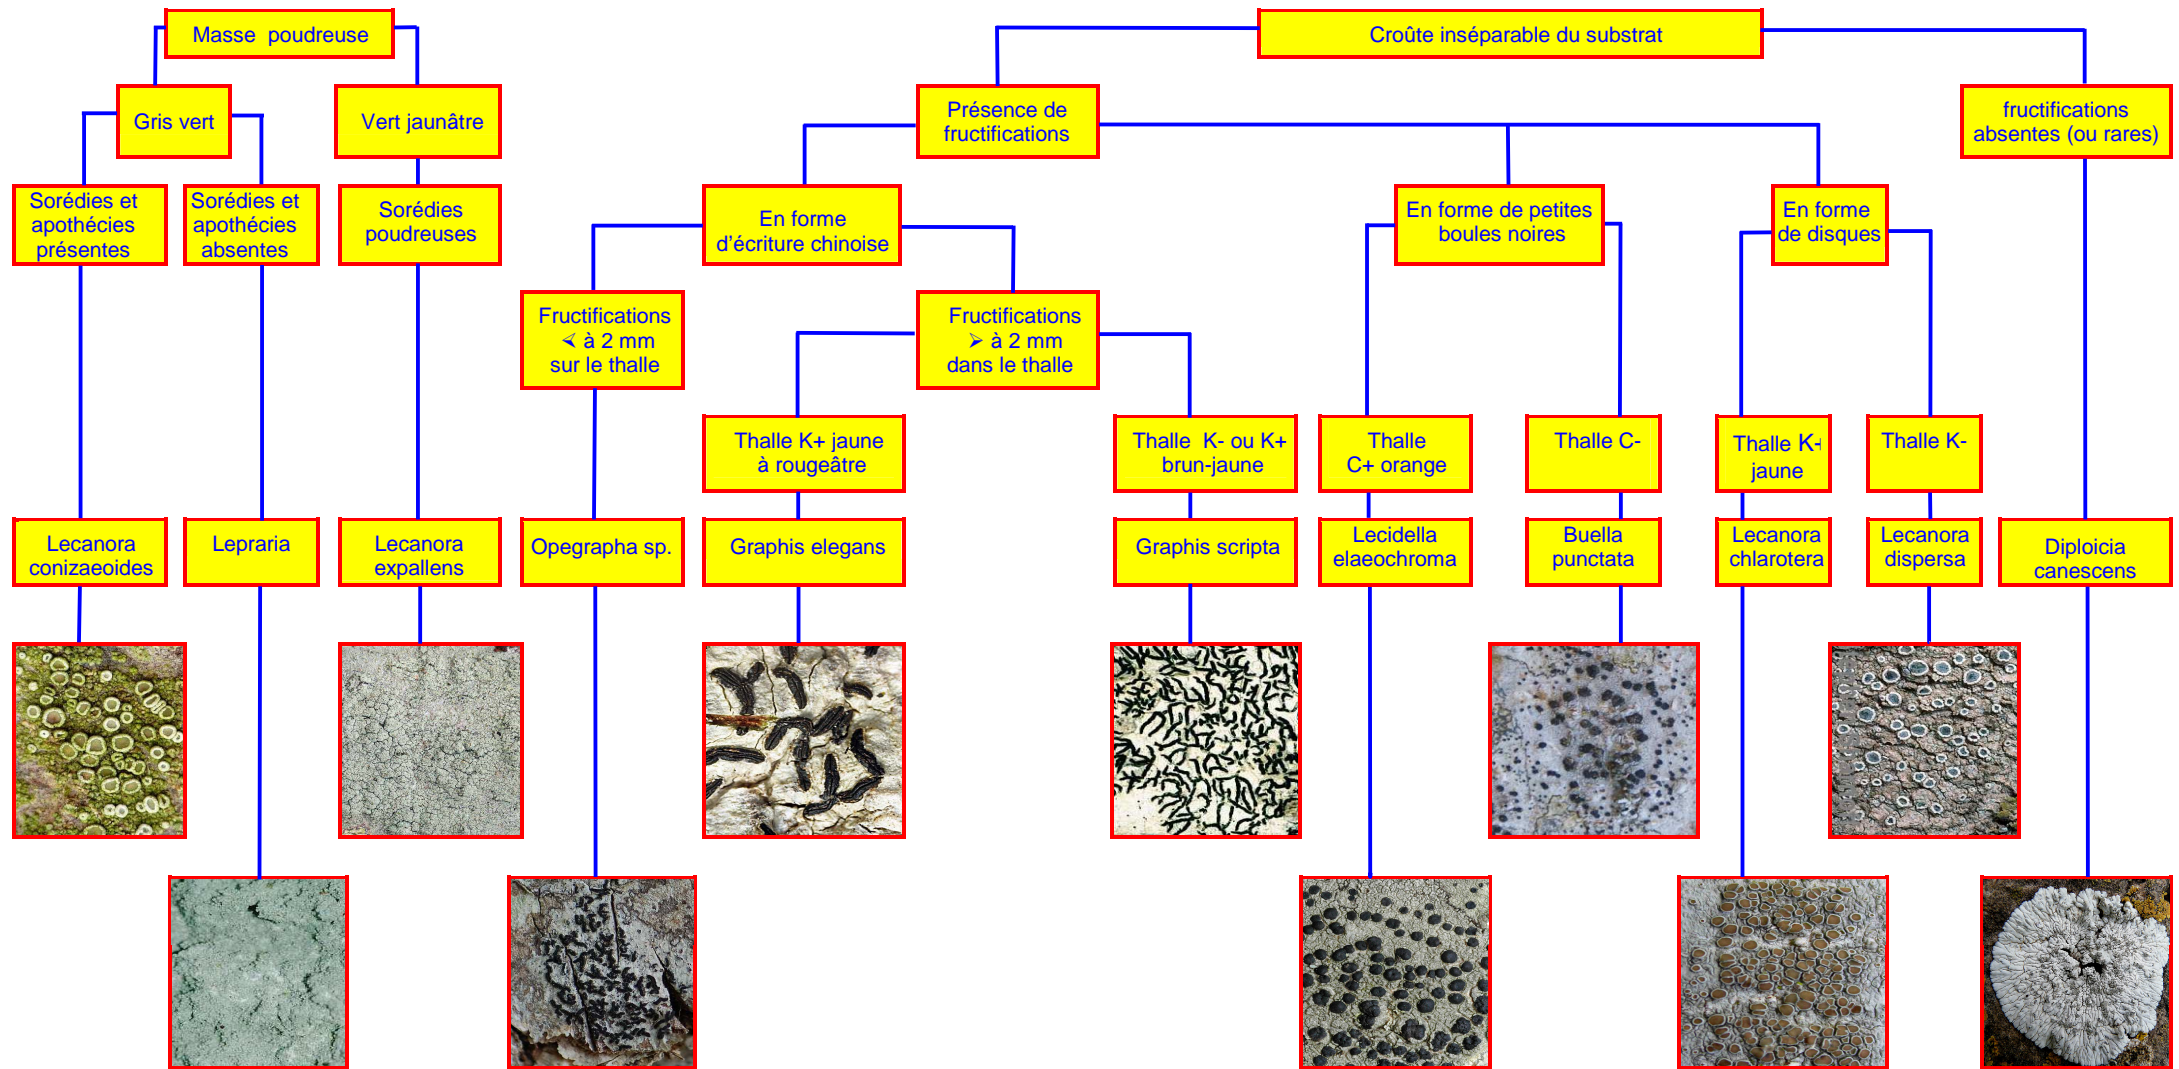 Masse poudreuse
Croûte inséparable du substrat
Gris vert
Vert jaunâtre
Présence de
fructifications
fructifications
absentes (ou rares)
Sorédies et
apothécies
présentes
Sorédies et
apothécies
absentes
Sorédies
poudreuses
En forme
d'écriture chinoise
En forme de petites
boules noires
En forme
de disques
Fructifications
⮘ à 2 mm
sur le thalle
Fructifications
➢ à 2 mm
dans le thalle
Thalle K+ jaune
à rougeâtre
Thalle K- ou K+
brun-jaune
Thalle
C+ orange
Thalle C-
Thalle K+
jaune
Thalle K-
Lecanora
conizaeoides
Lepraria
Lecanora
expallens
Opegrapha sp.
Graphis elegans
Graphis scripta
Lecidella
elaeochroma
Buella
punctata
Lecanora
chlarotera
Lecanora
dispersa
Diploicia
canescens